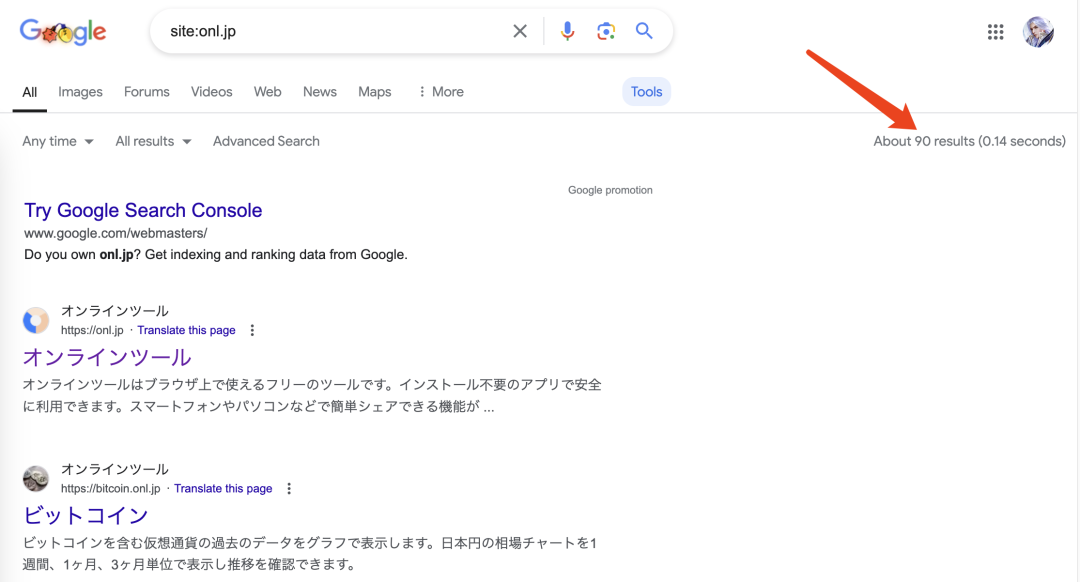 Google
site:onl.jp
All Images Forums Videos Web News Maps More Tools
Any time All results Advanced Search About 90 results (0.14 seconds)
Google promotion
Try Google Search Console
www.google.com/webmasters/
Do you own onl.jp? Get indexing and ranking data from Google.
オンラインツール
https://onl.jp · Translate this page
オンラインツール
オンラインツールはブラウザ上で使えるフリーのツールです。インストール不要のアプリで安全
に利用できます。スマートフォンやパソコンなどで簡単シェアできる機能が ...
オンラインツール
https://bitcoin.onl.jp · Translate this page
ビットコイン
ビットコインを含む仮想通貨の過去のデータをグラフで表示します。日本円の相場チャートを1
週間、1ヶ月、3ヶ月単位で表示し推移を確認できます。